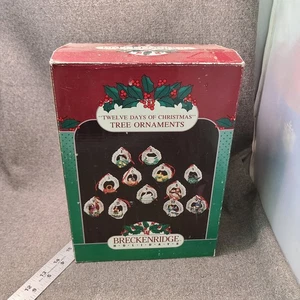 "TWELVE DAYS OF CHRISTMAS"
TREE ORNAMENTS
BRECKENRIDGE